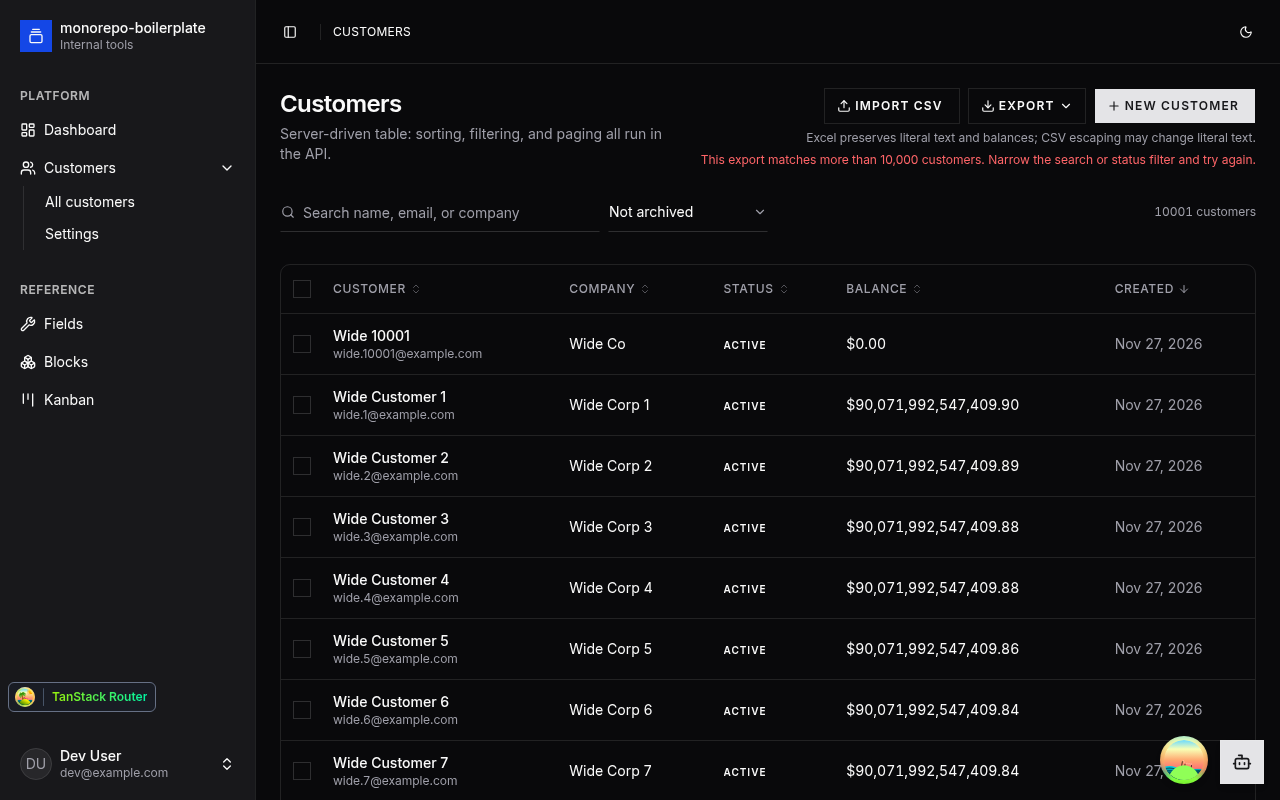 monorepo-boilerplate
Internal tools
PLATFORM
Dashboard
Customers
All customers
Settings
REFERENCE
Fields
Blocks
Kanban
TanStack Router
DU
Dev User
dev@example.com
CUSTOMERS
Customers
Server-driven table: sorting, filtering, and paging all run in
the API.
IMPORT CSV
EXPORT
NEW CUSTOMER
Excel preserves literal text and balances; CSV escaping may change literal text.
This export matches more than 10,000 customers. Narrow the search or status filter and try again.
Search name, email, or company
Not archived
10001 customers
CUSTOMER COMPANY STATUS BALANCE CREATED
Wide 10001
wide.10001@example.com
Wide Co ACTIVE $0.00 Nov 27, 2026
Wide Customer 1
wide.1@example.com
Wide Corp 1 ACTIVE $90,071,992,547,409.90 Nov 27, 2026
Wide Customer 2
wide.2@example.com
Wide Corp 2 ACTIVE $90,071,992,547,409.89 Nov 27, 2026
Wide Customer 3
wide.3@example.com
Wide Corp 3 ACTIVE $90,071,992,547,409.88 Nov 27, 2026
Wide Customer 4
wide.4@example.com
Wide Corp 4 ACTIVE $90,071,992,547,409.88 Nov 27, 2026
Wide Customer 5
wide.5@example.com
Wide Corp 5 ACTIVE $90,071,992,547,409.86 Nov 27, 2026
Wide Customer 6
wide.6@example.com
Wide Corp 6 ACTIVE $90,071,992,547,409.84 Nov 27, 2026
Wide Customer 7
wide.7@example.com
Wide Corp 7 ACTIVE $90,071,992,547,409.84 Nov 27,